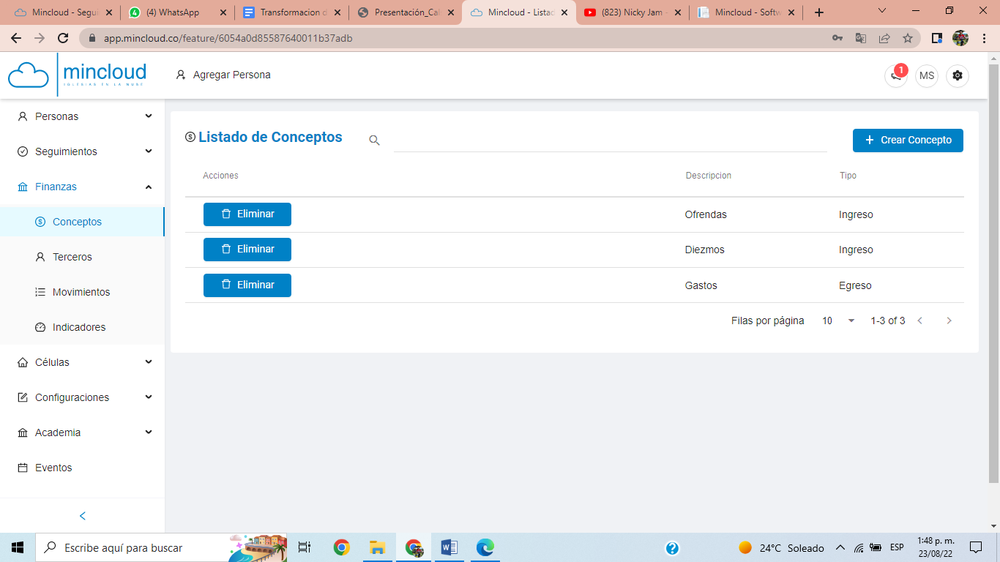 Mincloud - Segui
(4) WhatsApp
Transformacion d
Presentación_Cal
Mincloud - Listad
(823) Nicky Jam -
Mincloud - Softw
app.mincloud.co/feature/6054a0d85587640011b37adb
mincloud
IGLESIAS EN LA NUBE
Agregar Persona
1
MS
Personas
Seguimientos
Finanzas
Conceptos
Terceros
Movimientos
Indicadores
Células
Configuraciones
Academia
Eventos
Listado de Conceptos
Crear Concepto
Acciones Descripcion Tipo
Eliminar Ofrendas Ingreso
Eliminar Diezmos Ingreso
Eliminar Gastos Egreso
Filas por página 10 1-3 of 3
Escribe aquí para buscar
24°C Soleado
ESP
1:48 p. m.
23/08/22